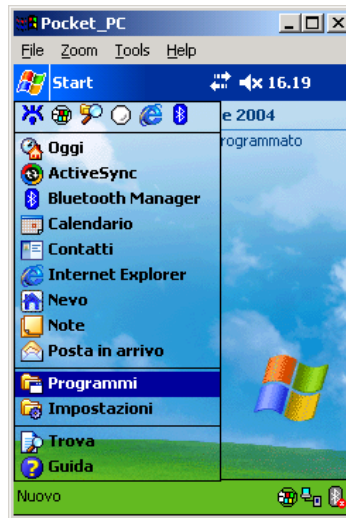 Pocket_PC
File Zoom Tools Help
Start 16.19
e 2004
rogrammato
Oggi
ActiveSync
Bluetooth Manager
Calendario
Contatti
Internet Explorer
Nevo
Note
Posta in arrivo
Programmi
Impostazioni
Trova
Guida
Nuovo